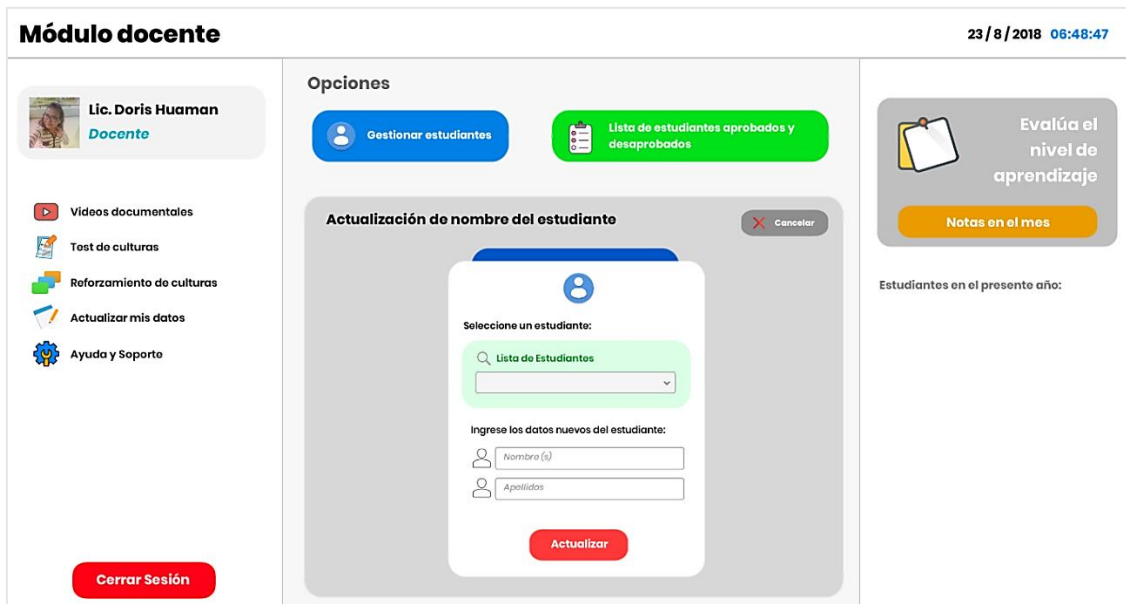 Módulo docente
23 / 8 / 2018 06:48:47
Lic. Doris Huaman
Docente
Videos documentales
Test de culturas
Reforzamiento de culturas
Actualizar mis datos
Ayuda y Soporte
Cerrar Sesión
Opciones
Gestionar estudiantes
Lista de estudiantes aprobados y
desaprobados
Actualización de nombre del estudiante
Cancelar
Seleccione un estudiante:
Lista de Estudiantes
Ingrese los datos nuevos del estudiante:
Nombre (s)
Apellidos
Actualizar
Evalúa el
nivel de
aprendizaje
Notas en el mes
Estudiantes en el presente año: